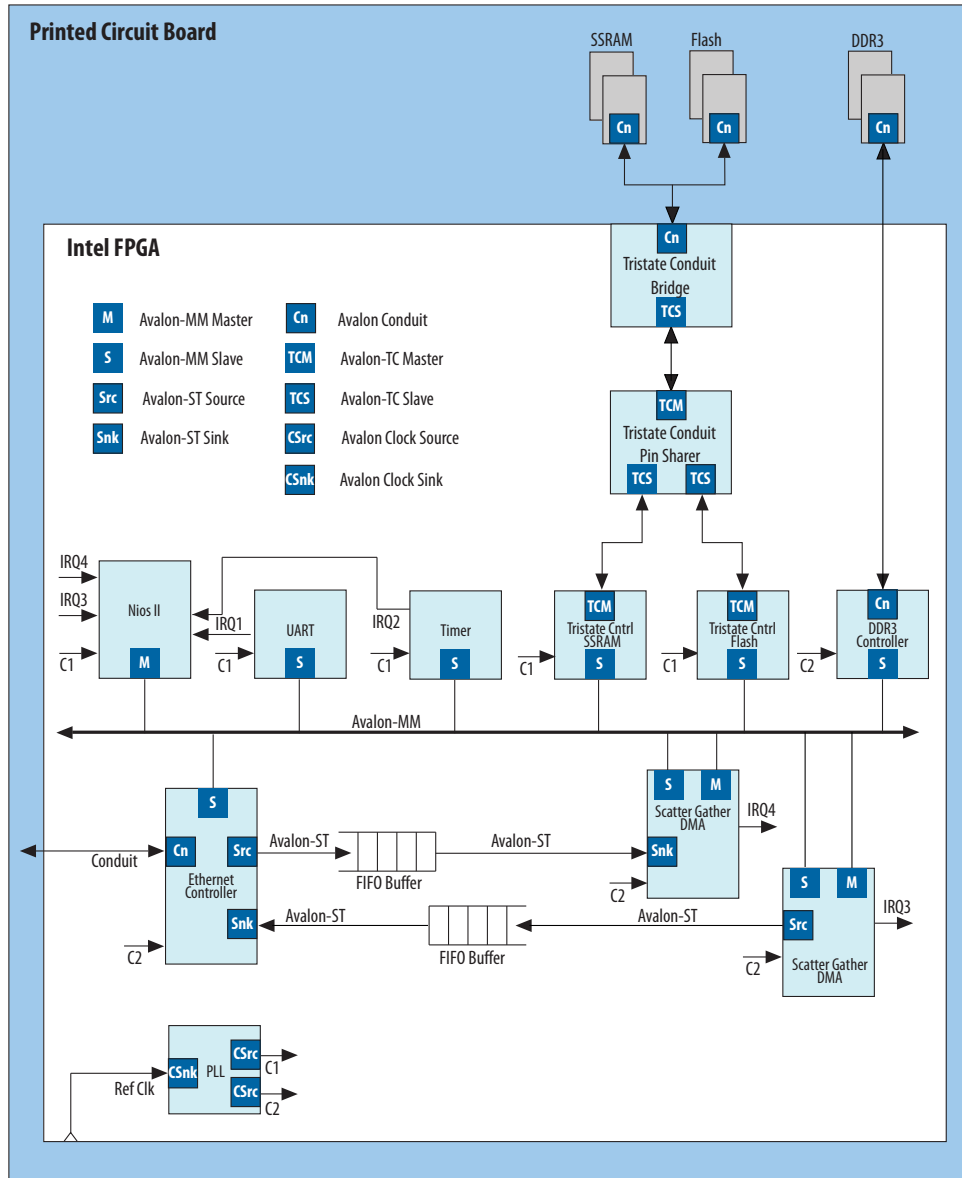 Printed Circuit Board
SSRAM
Flash
DDR3
Cn
Cn
Cn
Intel FPGA
Cn
Tristate Conduit
Bridge
TCS
M
Avalon-MM Master
Cn
Avalon Conduit
S
Avalon-MM Slave
TCM
Avalon-TC Master
Src
Avalon-ST Source
TCS
Avalon-TC Slave
Snk
Avalon-ST Sink
CSrc
Avalon Clock Source
CSnk
Avalon Clock Sink
TCM
Tristate Conduit
Pin Sharer
TCS
TCS
IRQ4
IRQ3
C1
Nios II
M
IRQ1
C1
UART
S
IRQ2
C1
Timer
S
C1
TCM
Tristate Cntrl
SSRAM
S
C1
TCM
Tristate Cntrl
Flash
S
C2
Cn
DDR3
Controller
S
Avalon-MM
S
Conduit
Cn
Src
Ethernet
Controller
Snk
C2
Avalon-ST
FIFO Buffer
Avalon-ST
S
M
Scatter Gather
DMA
Snk
C2
IRQ4
Avalon-ST
FIFO Buffer
Avalon-ST
S
M
Src
Scatter Gather
DMA
C2
IRQ3
Ref Clk
CSnk
PLL
CSrc
C1
CSrc
C2